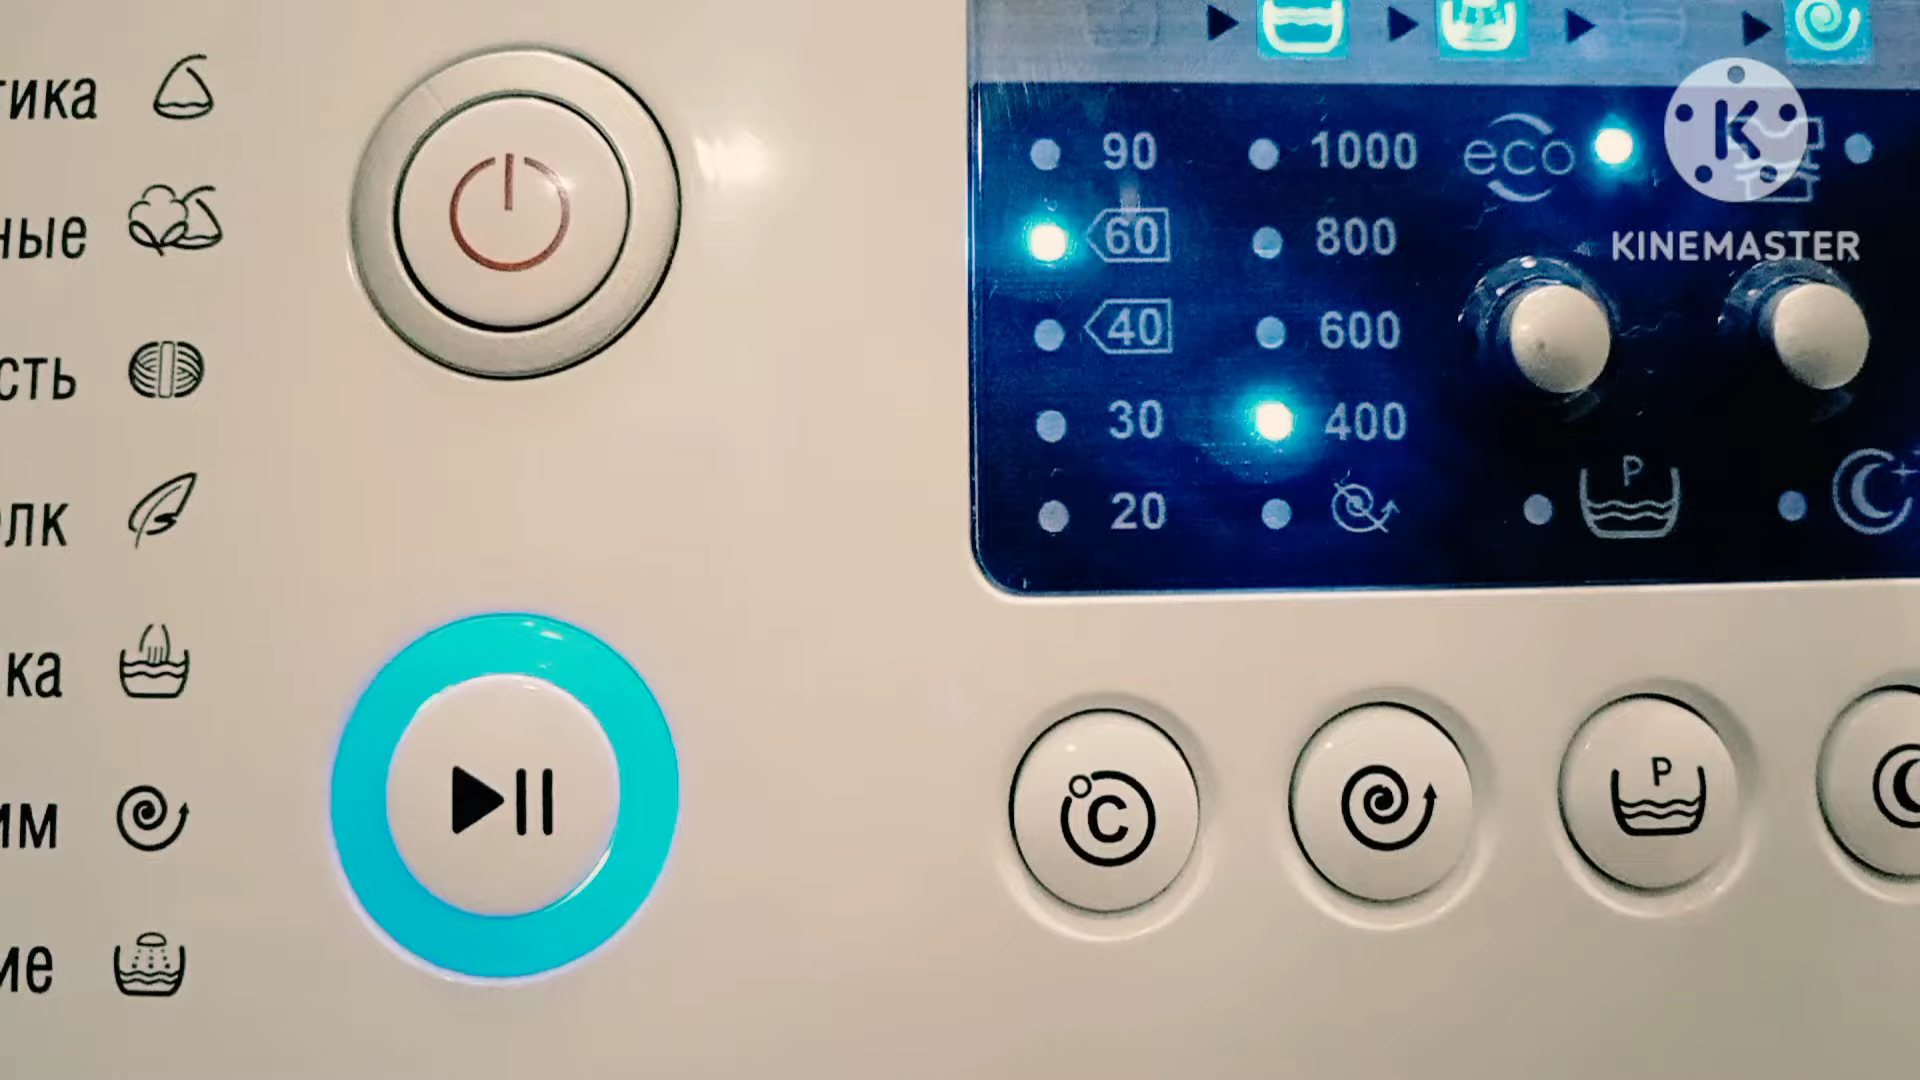 тика
ные
сть
лк
ка
им
ие
90 1000 eco
60 800
40 600
30 400
20
P
K
KINEMASTER
°C
P